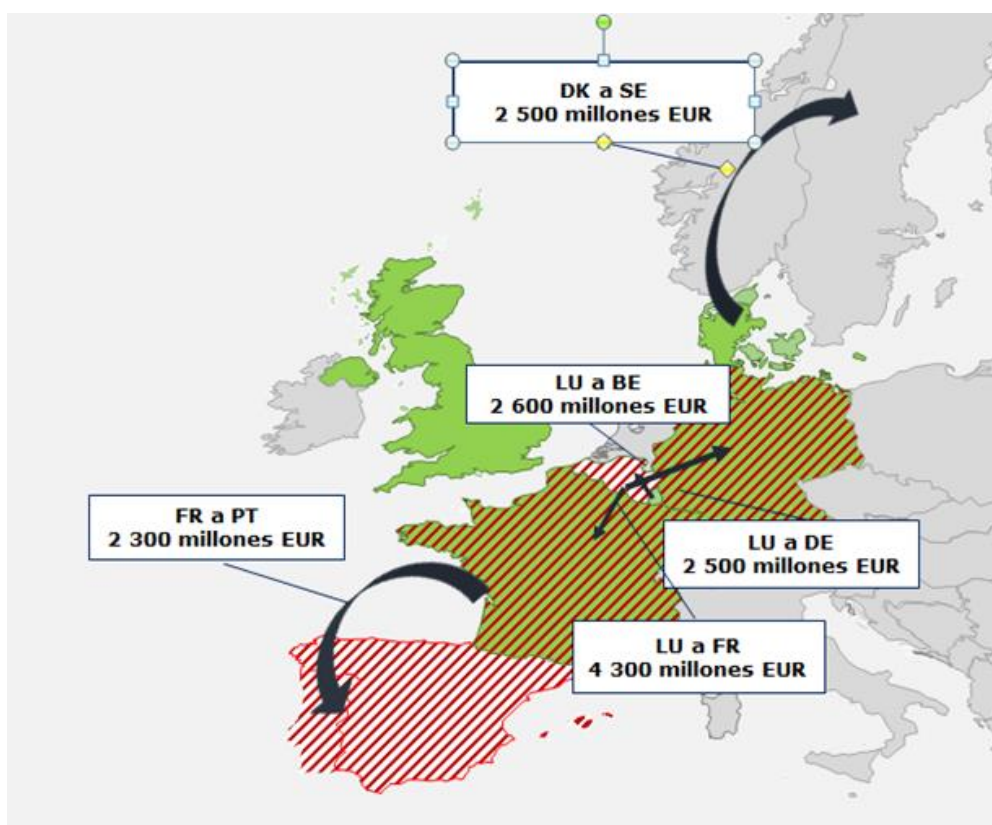 DK a SE
2 500 millones EUR
LU a BE
2 600 millones EUR
FR a PT
2 300 millones EUR
LU a DE
2 500 millones EUR
LU a FR
4 300 millones EUR